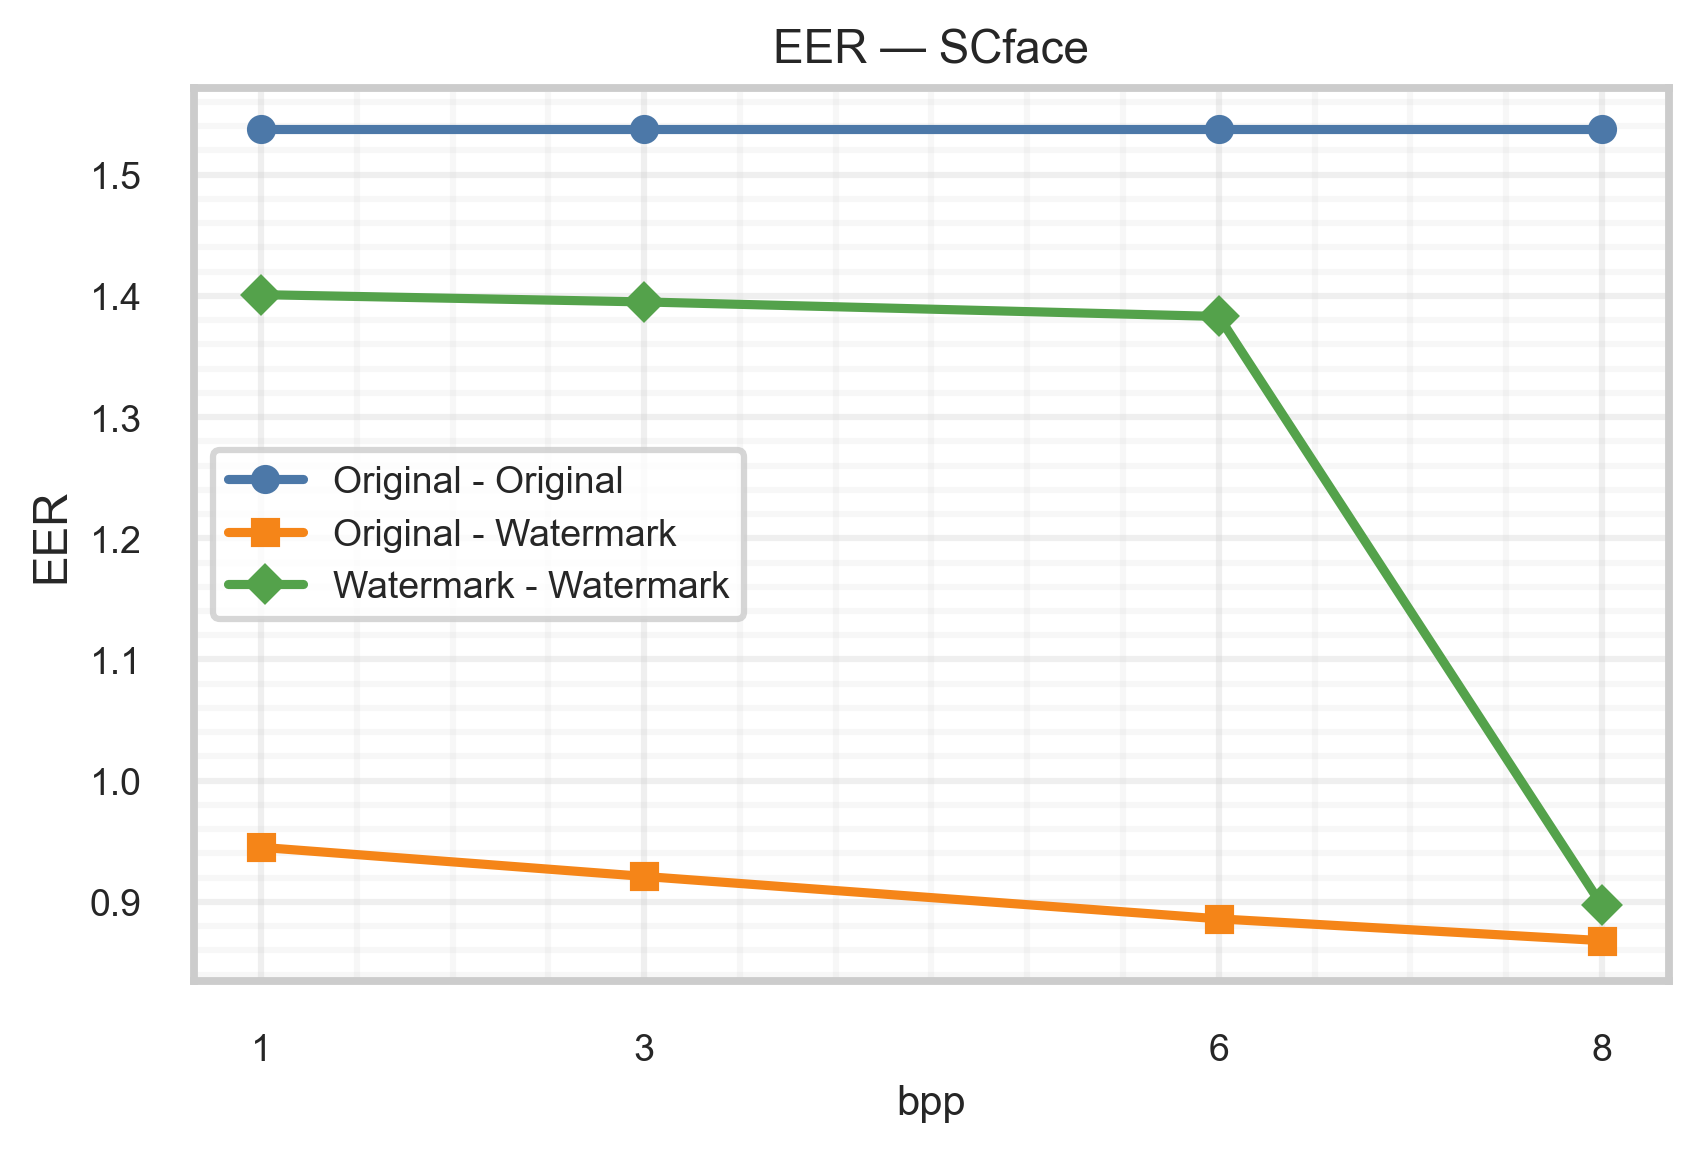 EER — SCface
1.5
1.4
1.3
1.2
1.1
1.0
0.9
EER
Original - Original
Original - Watermark
Watermark - Watermark
1 3 6 8
bpp